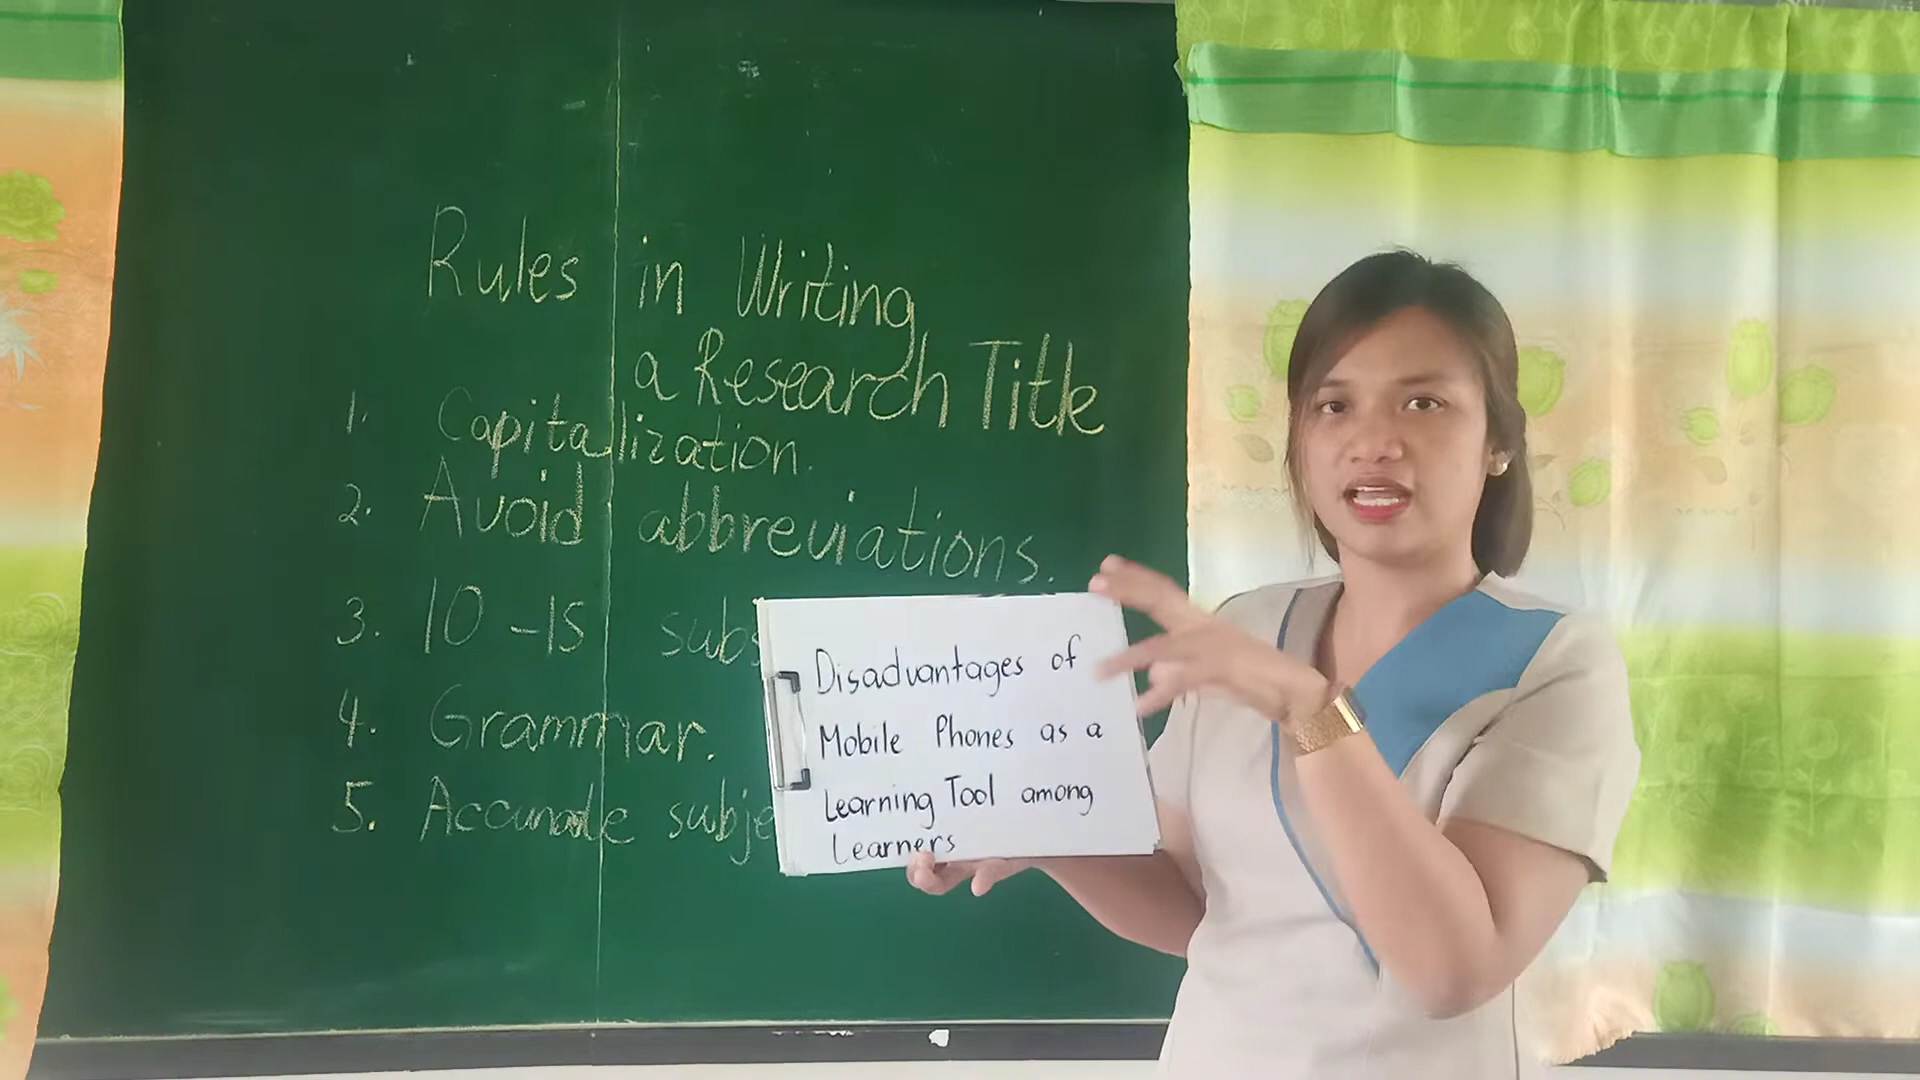 Rules in Writing
a Research Title
1. Capitalization.
2. Avoid abbreviations.
3. 10-15
4. Grammar.
5. Accurate
Disadvantages of
Mobile Phones as a
Learning Tool among
Learners